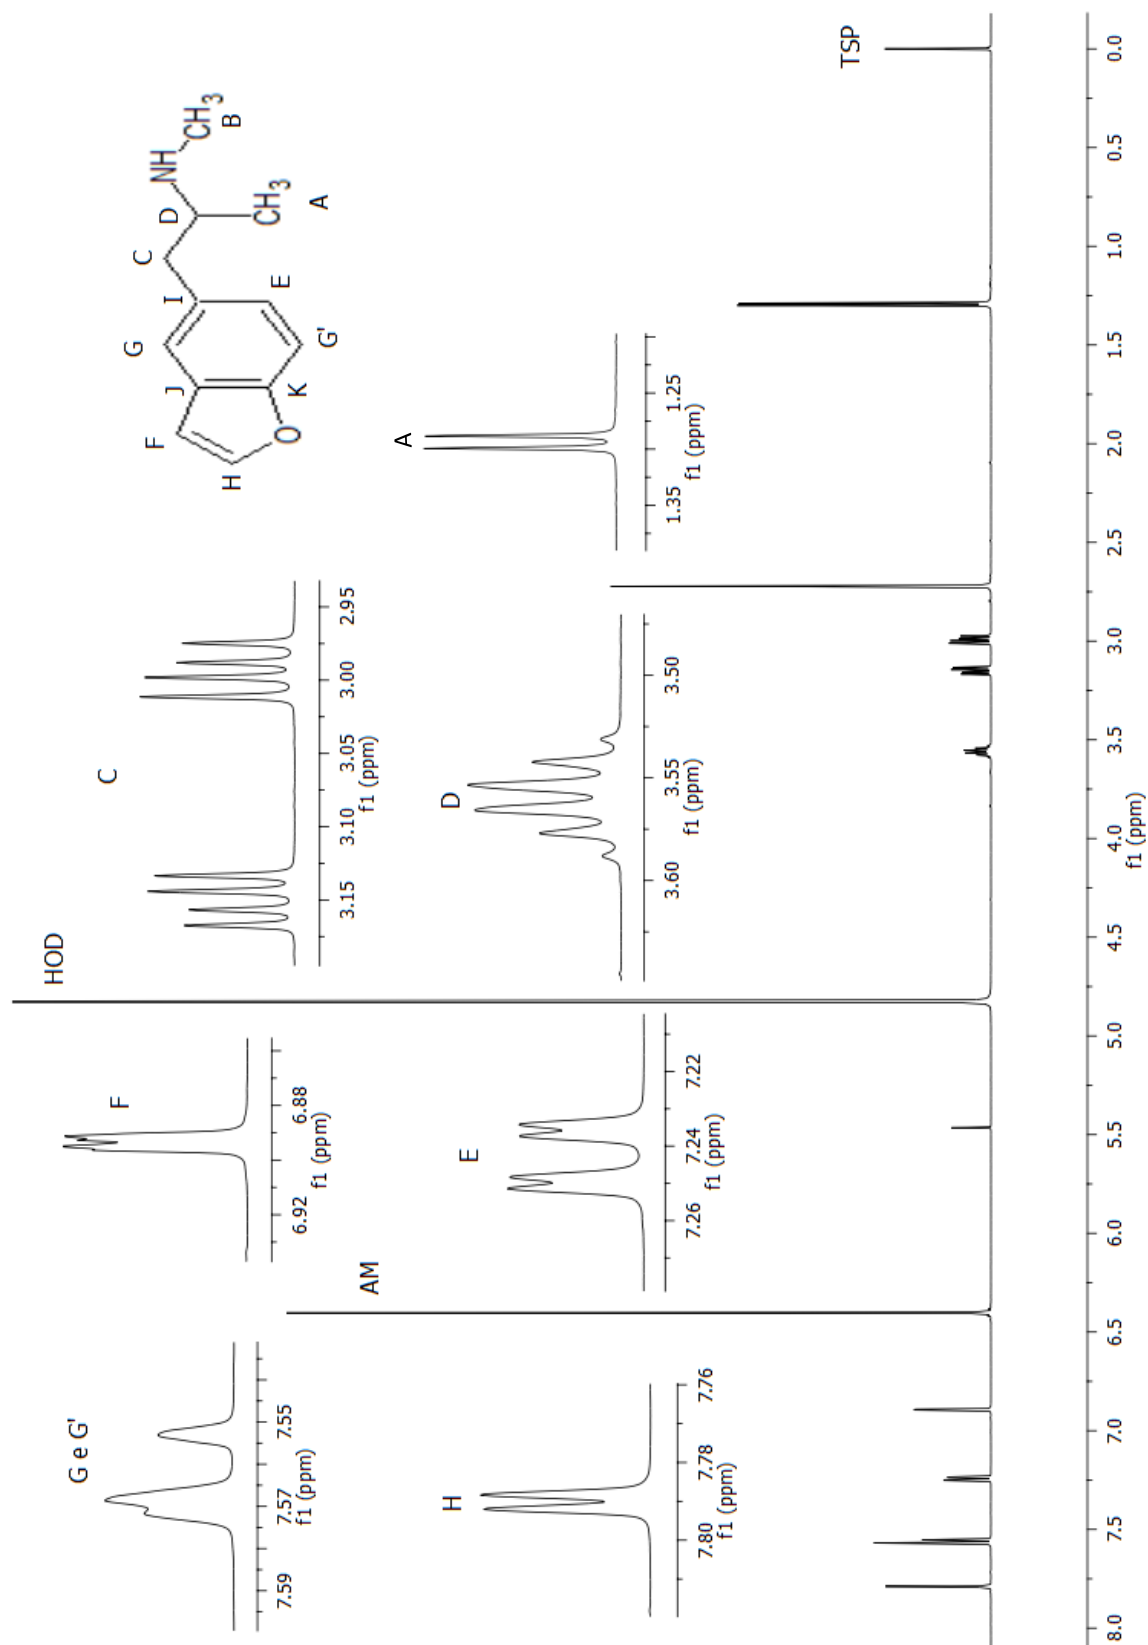 HOD
G e G'
7.59 7.57 7.55
f1 (ppm)
F
6.92 6.88
f1 (ppm)
C
3.15 3.10 3.05 3.00 2.95
f1 (ppm)
F
G
C
J
I
D
NH
H
CH3
B
O
K
G'
E
CH3
A
AM
H
7.80 7.78 7.76
f1 (ppm)
E
7.26 7.24 7.22
f1 (ppm)
D
3.60 3.55 3.50
f1 (ppm)
A
1.35 1.25
f1 (ppm)
TSP
8.0 7.5 7.0 6.5 6.0 5.5 5.0 4.5 4.0 3.5 3.0 2.5 2.0 1.5 1.0 0.5 0.0
f1 (ppm)